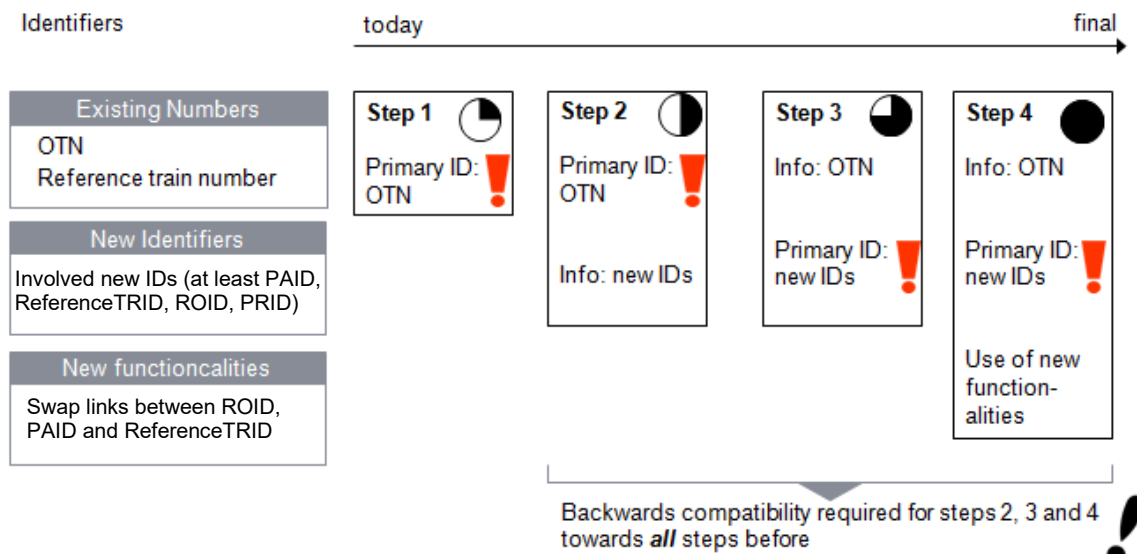 Identifiers
today
final
Existing Numbers
OTN
Reference train number
New Identifiers
Involved new IDs (at least PAID,
ReferenceTRID, ROID, PRID)
New functioncalities
Swap links between ROID,
PAID and ReferenceTRID
Step 1
Primary ID:
OTN
Step 2
Primary ID:
OTN
Info: new IDs
Step 3
Info: OTN
Primary ID:
new IDs
Step 4
Info: OTN
Primary ID:
new IDs
Use of new
function-
alities
Backwards compatibility required for steps 2, 3 and 4
towards all steps before